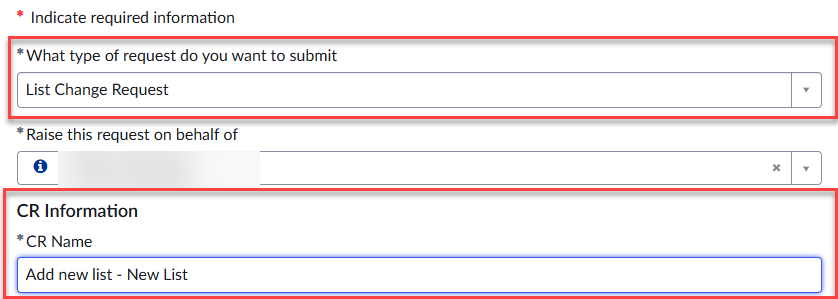 * Indicate required information
*What type of request do you want to submit
List Change Request
*Raise this request on behalf of
CR Information
*CR Name
Add new list - New List